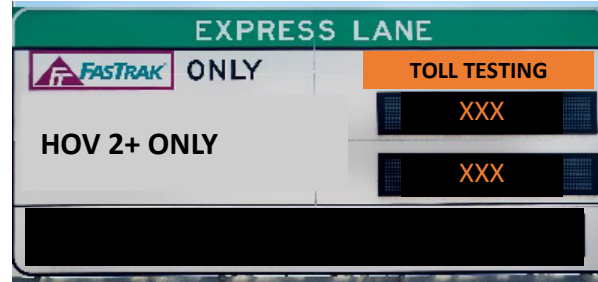 EXPRESS LANE
FASTRAK ONLY
TOLL TESTING
XXX
HOV 2+ ONLY
XXX